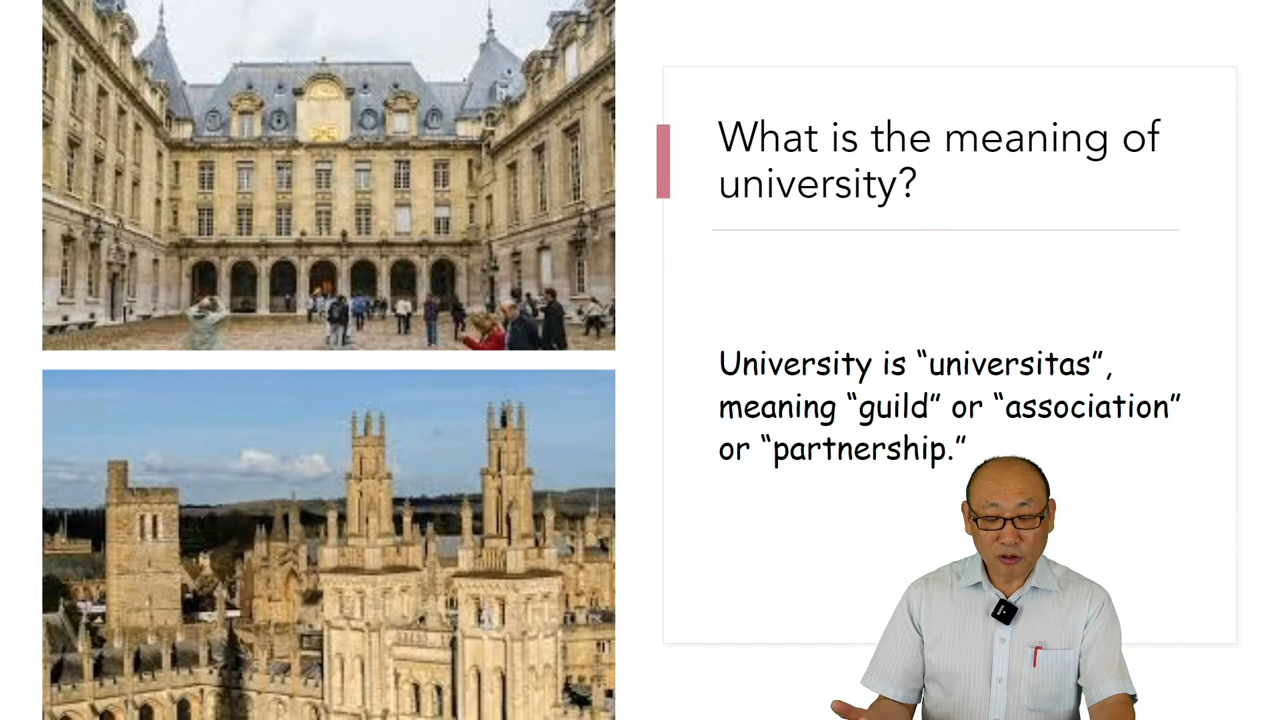 What is the meaning of
university?
University is “universitas”,
meaning “guild” or “association”
or “partnership.”